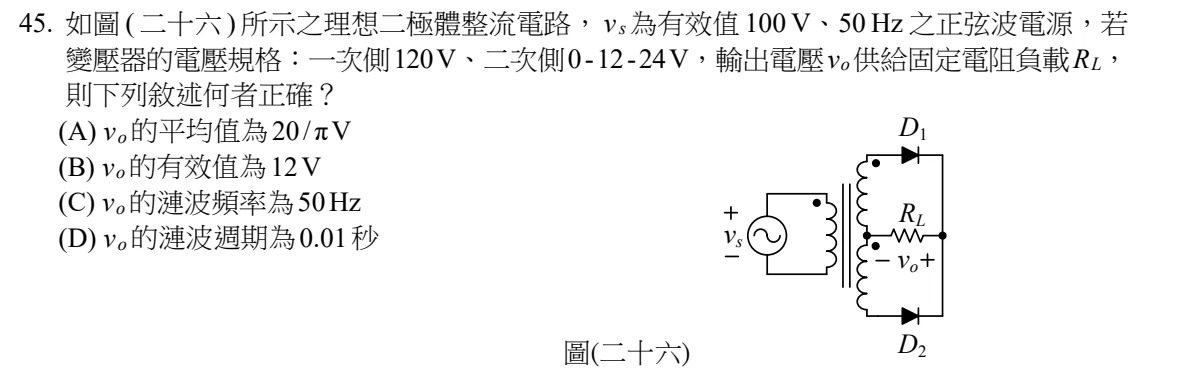 45. 如圖(二十六)所示之理想二極體整流電路，vs為有效值100 V、50 Hz之正弦波電源，若
變壓器的電壓規格：一次側120V、二次側0-12-24V，輸出電壓vo供給固定電阻負載RL，
則下列敘述何者正確？
(A) vo的平均值為20/πV
(B) vo的有效值為12V
(C) vo的漣波頻率為50Hz
(D) vo的漣波週期為0.01秒
D1
+
vs
−
RL
− vo+
D2
圖(二十六)